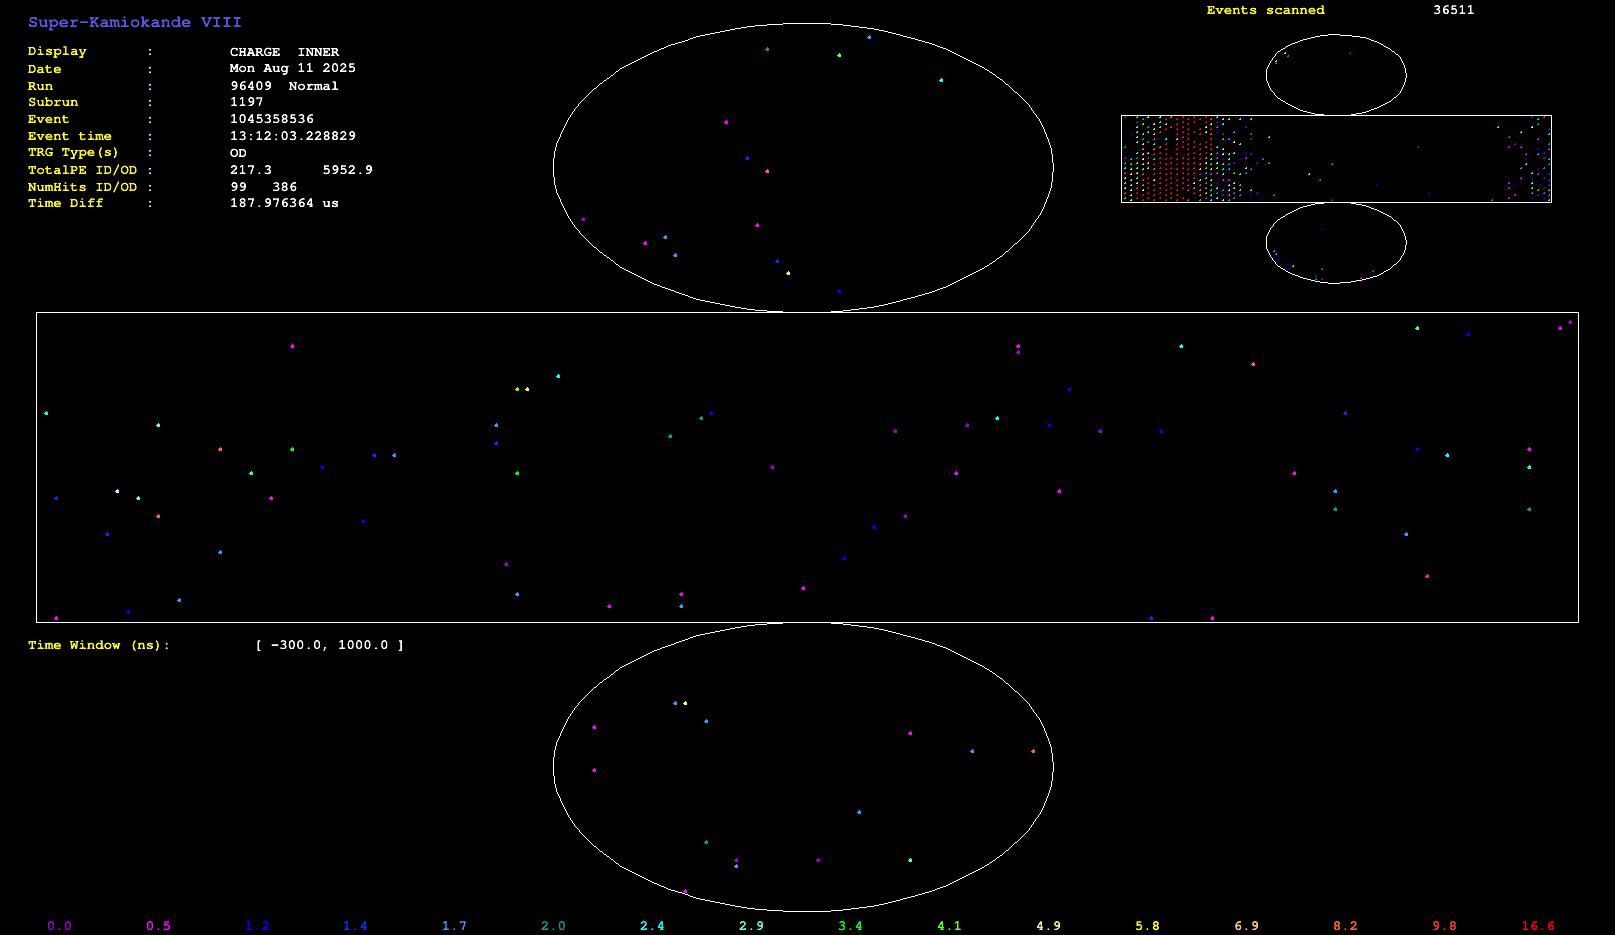 Super-Kamiokande VIII
Events scanned 36511
Display : CHARGE INNER
Date : Mon Aug 11 2025
Run : 96409 Normal
Subrun : 1197
Event : 1045358536
Event time : 13:12:03.228829
TRG Type(s) : OD
TotalPE ID/OD : 217.3 5952.9
NumHits ID/OD : 99 386
Time Diff : 187.976364 us
Time Window (ns): [ -300.0, 1000.0 ]
0.0 0.5 1.2 1.4 1.7 2.0 2.4 2.9 3.4 4.1 4.9 5.8 6.9 8.2 9.8 16.6